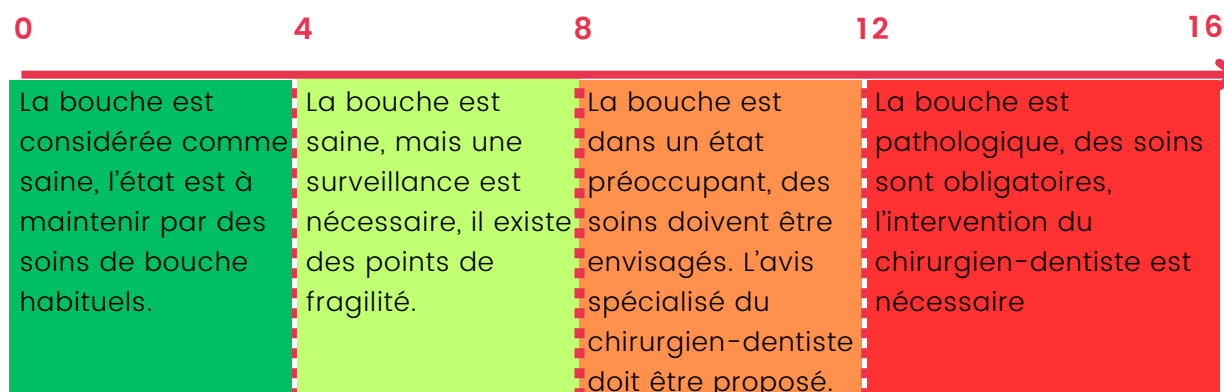 0 4 8 12 16
La bouche est
considérée comme
saine, l'état est à
maintenir par des
soins de bouche
habituels.
La bouche est
saine, mais une
surveillance est
nécessaire, il existe
des points de
fragilité.
La bouche est
dans un état
préoccupant, des
soins doivent être
envisagés. L'avis
spécialisé du
chirurgien-dentiste
doit être proposé.
La bouche est
pathologique, des soins
sont obligatoires,
l'intervention du
chirurgien-dentiste est
nécessaire